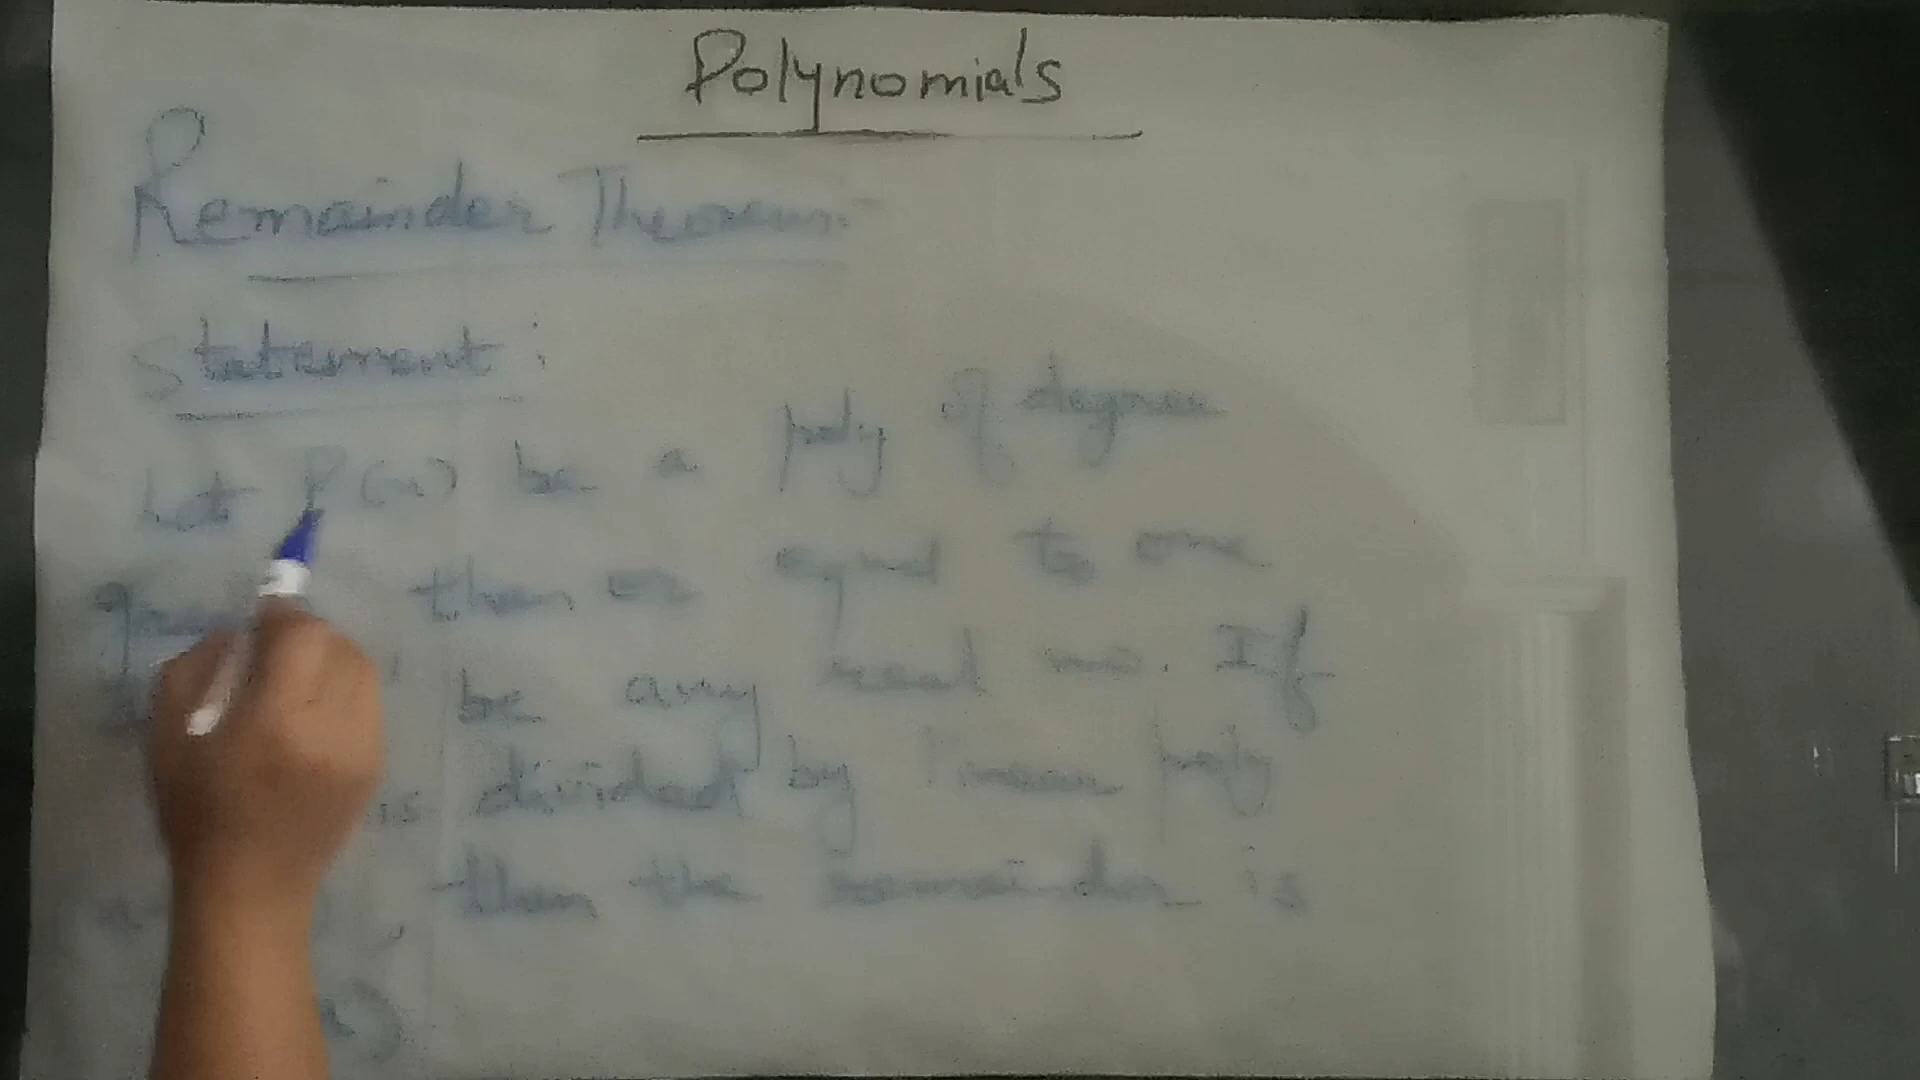 Polynomials
Remainder Theorem:-
Statement :
Let P(x) be a poly of degree
than or equal to one
be any real no. If
is divided by linear poly
, then the remainder is